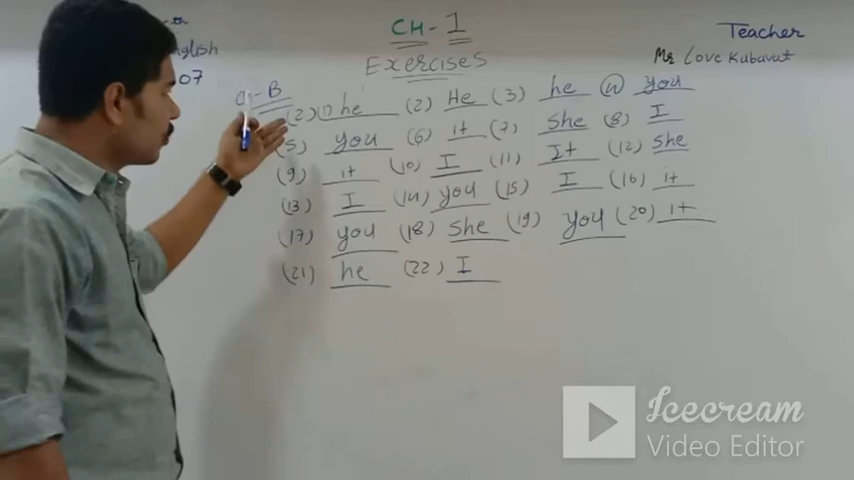 CH-1
Teacher
English
Exercises
Mr Love Kubavat
07
B
(2) (1) he (2) He (3) he (4) you
(5) you (6) it (7) She (8) I
(9) it (10) I (11) It (12) She
(13) I (14) you (15) I (16) it
(17) you (18) She (19) you (20) it
(21) he (22) I
Icecream
Video Editor